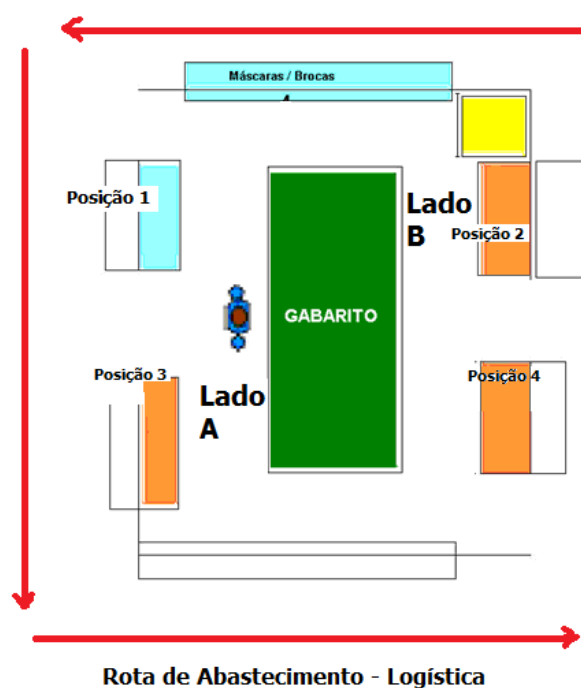 Máscaras / Brocas
Posição 1
Lado
B
Posição 2
GABARITO
Posição 3
Posição 4
Lado
A
Rota de Abastecimento - Logística